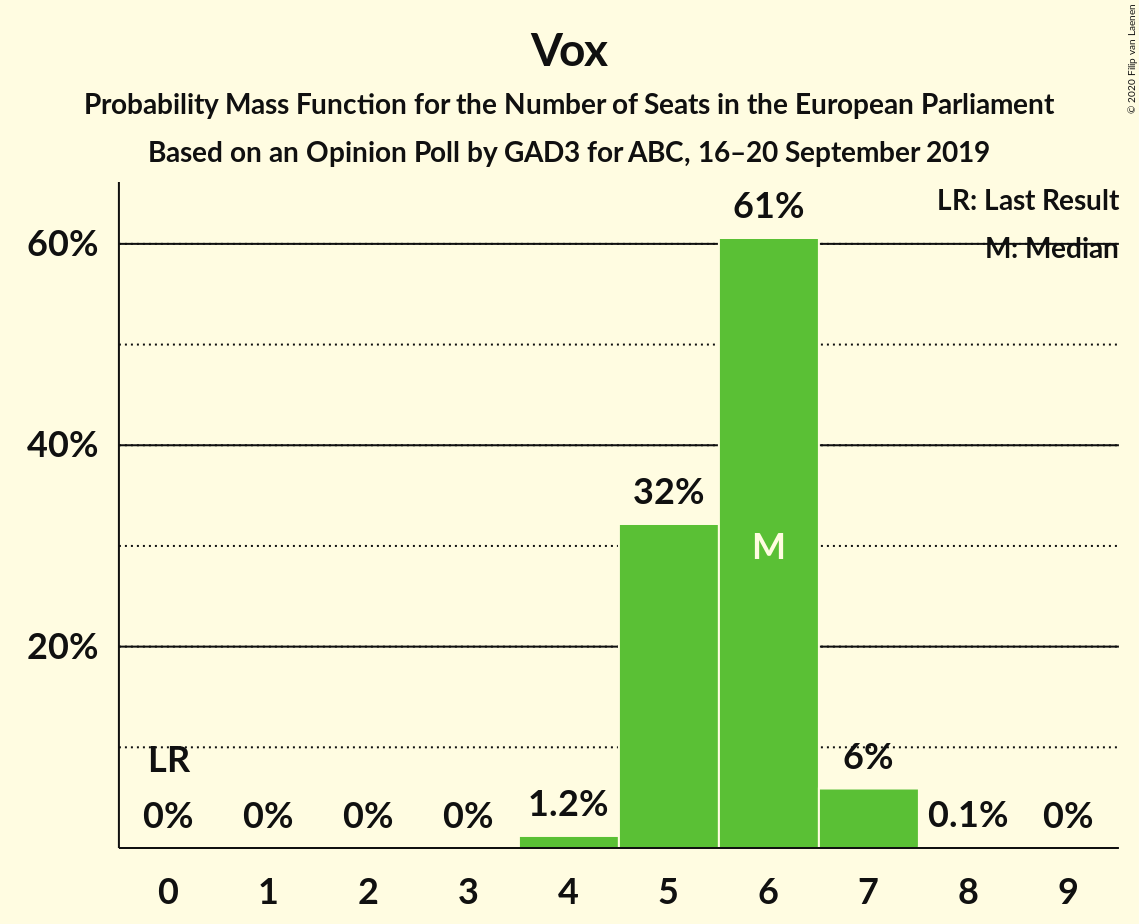 Vox
Probability Mass Function for the Number of Seats in the European Parliament
Based on an Opinion Poll by GAD3 for ABC, 16–20 September 2019
© 2020 Filip van Laenen
LR: Last Result
M: Median
60%
40%
20%
LR
0%
0%
0%
0%
1.2%
32%
61%
M
6%
0.1%
0%
0 1 2 3 4 5 6 7 8 9